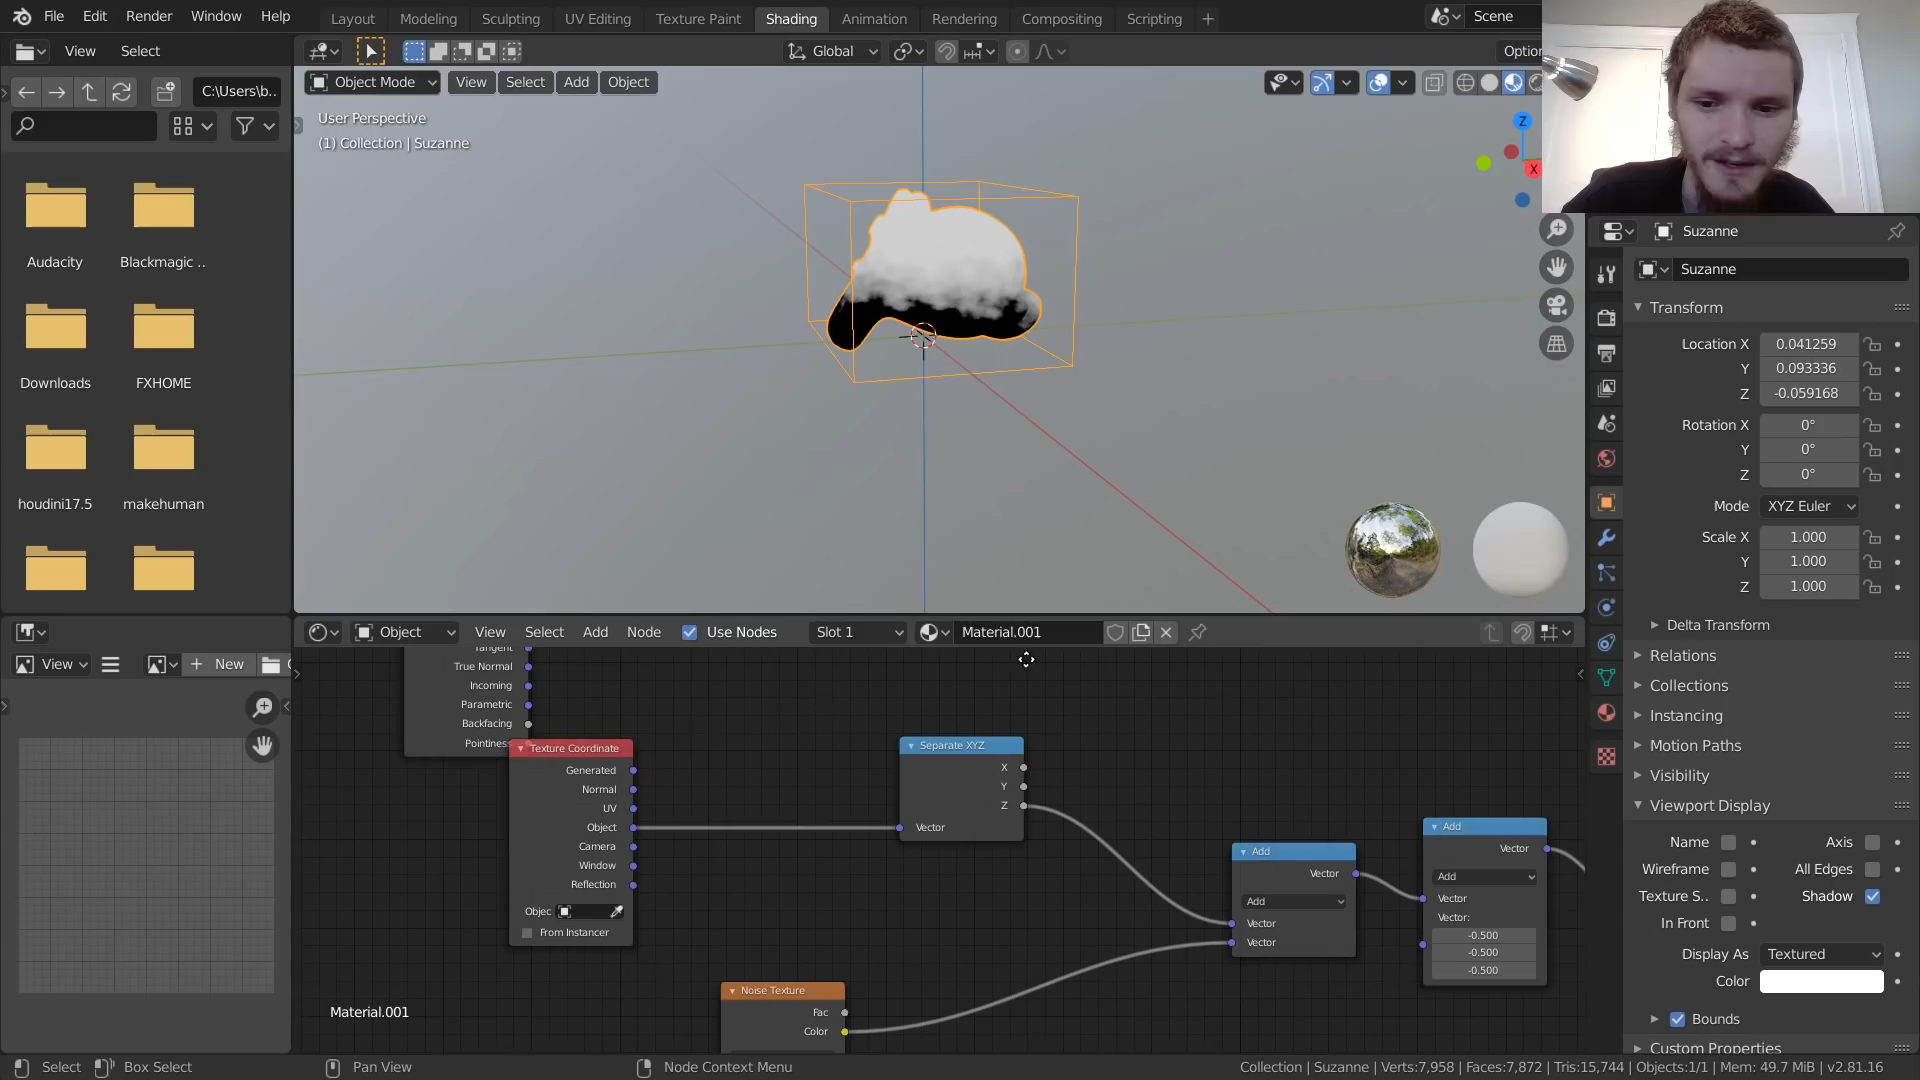 File Edit Render Window Help
Layout Modeling Sculpting UV Editing Texture Paint Shading Animation Rendering Compositing Scripting
Scene
View Select
Global
Optio
C:\Users\b..
Object Mode View Select Add Object
User Perspective
(1) Collection | Suzanne
Z
X
Audacity
Blackmagic ..
Downloads
FXHOME
houdini17.5
makehuman
Suzanne
Suzanne
Transform
Location X 0.041259
Y 0.093336
Z -0.059168
Rotation X 0°
Y 0°
Z 0°
Mode XYZ Euler
Scale X 1.000
Y 1.000
Z 1.000
Delta Transform
Relations
Collections
Instancing
Motion Paths
Visibility
Viewport Display
Name Axis
Wireframe All Edges
Texture S.. Shadow
In Front
Display As Textured
Color
Bounds
Custom Properties
View New
Object View Select Add Node Use Nodes Slot 1 Material.001
Tangent
True Normal
Incoming
Parametric
Backfacing
Pointiness
Texture Coordinate
Generated
Normal
UV
Object
Camera
Window
Reflection
Objec
From Instancer
Separate XYZ
X
Y
Z
Vector
Noise Texture
Fac
Color
Add
Vector
Add
Vector
Vector
Add
Vector
Add
Vector
Vector:
-0.500
-0.500
-0.500
Material.001
Select Box Select Pan View Node Context Menu
Collection | Suzanne | Verts:7,958 | Faces:7,872 | Tris:15,744 | Objects:1/1 | Mem: 49.7 MiB | v2.81.16